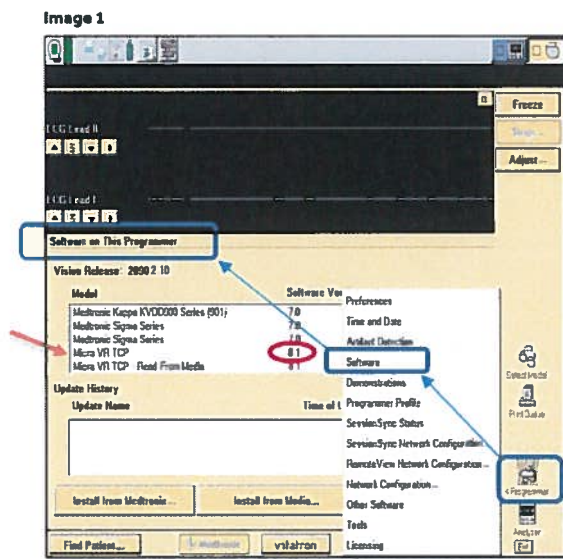 Image 1
Freeze
Strips...
Adjust...
ECG Lead II
ECG Lead I
Software on This Programmer
Vision Release: 2090 2 10
Model
Software Ver
Medtronic Kappa KVDD900 Series (901) 7.0
Medtronic Sigma Series 7.0
Medtronic Sigma Series 7.0
Micra VR TCP 8.1
Micra VR TCP Read From Media 8.1
Preferences
Time and Date
Artifact Detection
Software
Demonstrations
Programmer Profile
SessionSync Status
SessionSync Network Configuration
RemoteView Network Configuration...
Network Configuration...
Other Software
Tools
Licensing
Select Model
Print Queue
< Programmer
Analyzer
Exit
Update History
Update Name
Time of
Install from Medtronic...
Install from Media...
Find Patient...
Medtronic
vitatron